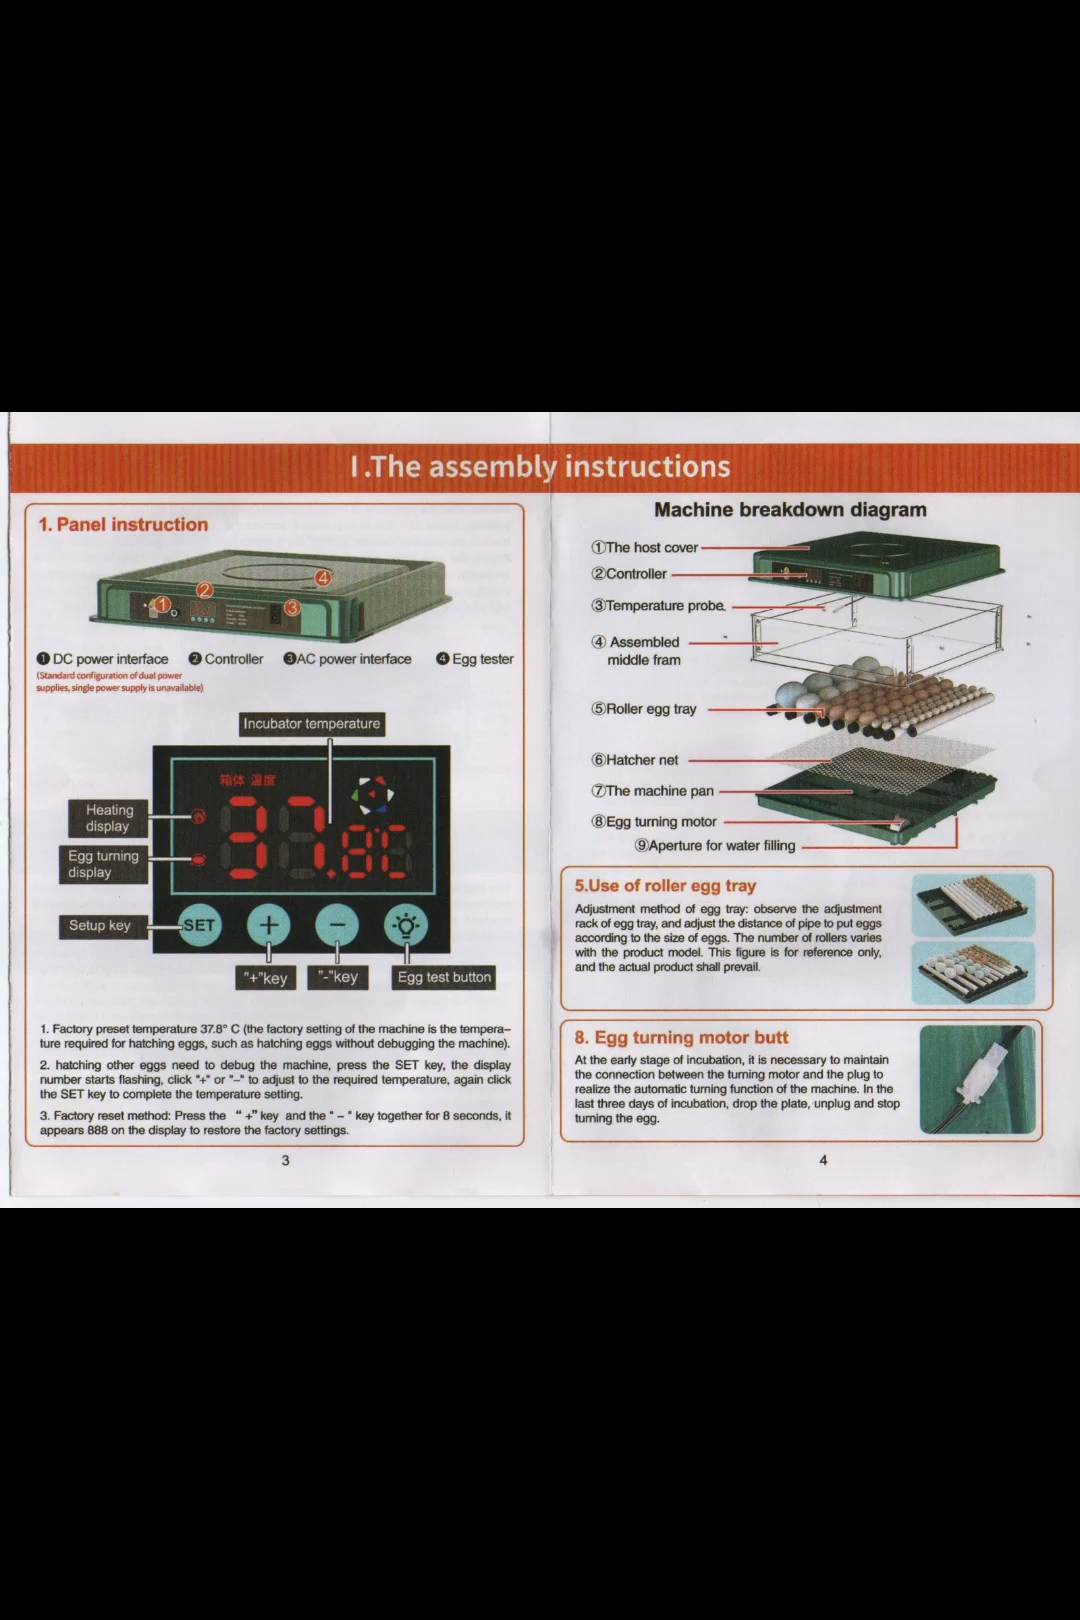 I .The assembly instructions
1. Panel instruction
1
2
3
4
❶ DC power interface
(Standard configuration of dual power
supplies, single power supply is unavailable)
❷ Controller
❸AC power interface
❹ Egg tester
Incubator temperature
箱体 温度
37.8°C
Heating
display
Egg turning
display
Setup key
SET
+
−
"+"key
"-"key
Egg test button
1. Factory preset temperature 37.8° C (the factory setting of the machine is the tempera–
ture required for hatching eggs, such as hatching eggs without debugging the machine).
2. hatching other eggs need to debug the machine, press the SET key, the display
number starts flashing, click "+" or "–" to adjust to the required temperature, again click
the SET key to complete the temperature setting.
3. Factory reset method: Press the “ +” key and the " – " key together for 8 seconds, it
appears 888 on the display to restore the factory settings.
3
Machine breakdown diagram
①The host cover
②Controller
③Temperature probe
④ Assembled
middle fram
⑤Roller egg tray
⑥Hatcher net
⑦The machine pan
⑧Egg turning motor
⑨Aperture for water filling
5.Use of roller egg tray
Adjustment method of egg tray: observe the adjustment
rack of egg tray, and adjust the distance of pipe to put eggs
according to the size of eggs. The number of rollers varies
with the product model. This figure is for reference only,
and the actual product shall prevail.
8. Egg turning motor butt
At the early stage of incubation, it is necessary to maintain
the connection between the turning motor and the plug to
realize the automatic turning function of the machine. In the
last three days of incubation, drop the plate, unplug and stop
turning the egg.
4